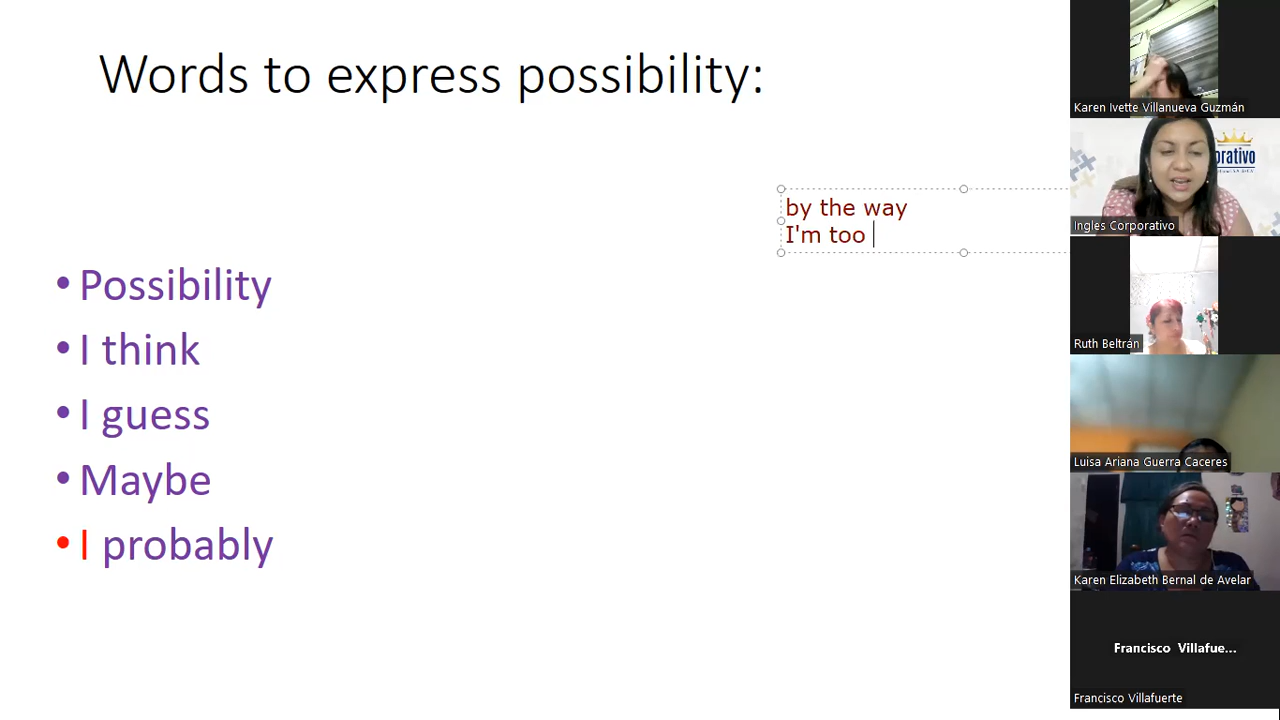 Words to express possibility:
by the way
I'm too
• Possibility
• I think
• I guess
• Maybe
• I probably
Karen Ivette Villanueva Guzmán
orativo
Ingles Corporativo
Ruth Beltrán
Luisa Ariana Guerra Caceres
Karen Elizabeth Bernal de Avelar
Francisco Villafue...
Francisco Villafuerte